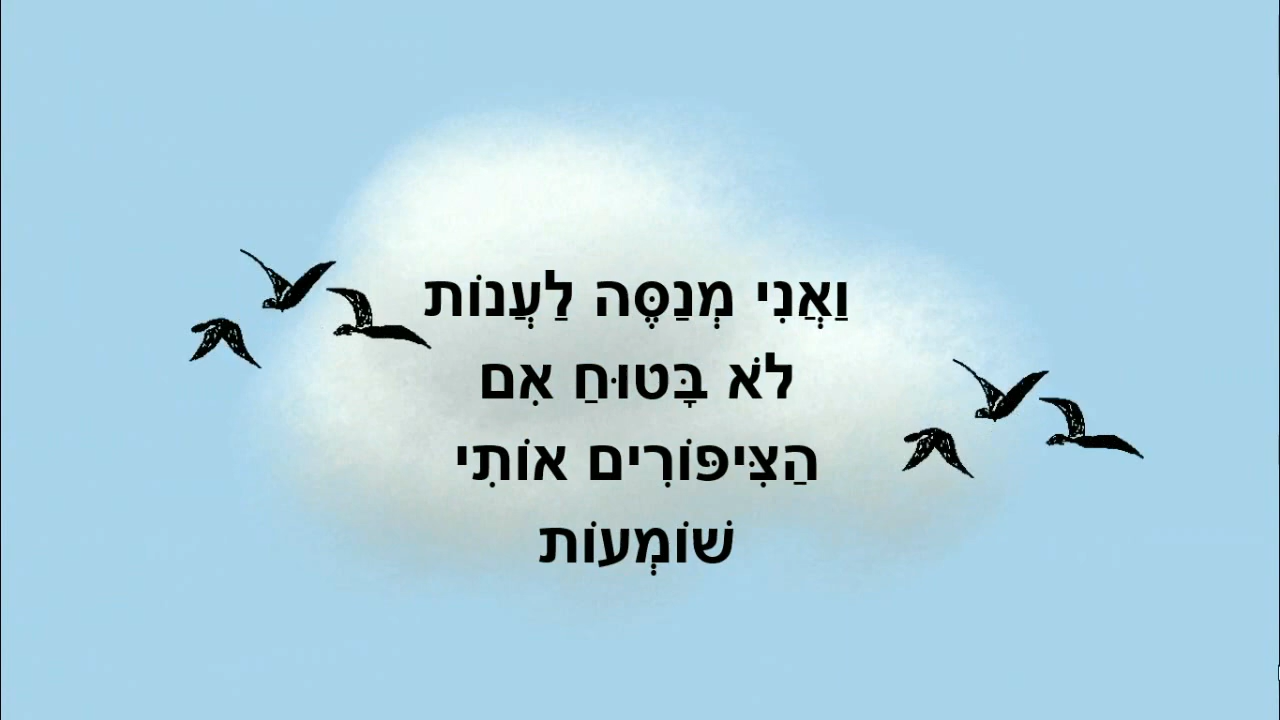 וַאֲנִי מְנַסֶּה לַעֲנוֹת
לֹא בָּטוּחַ אִם
הַצִּיפּוֹרִים אוֹתִי
שׁוֹמְעוֹת